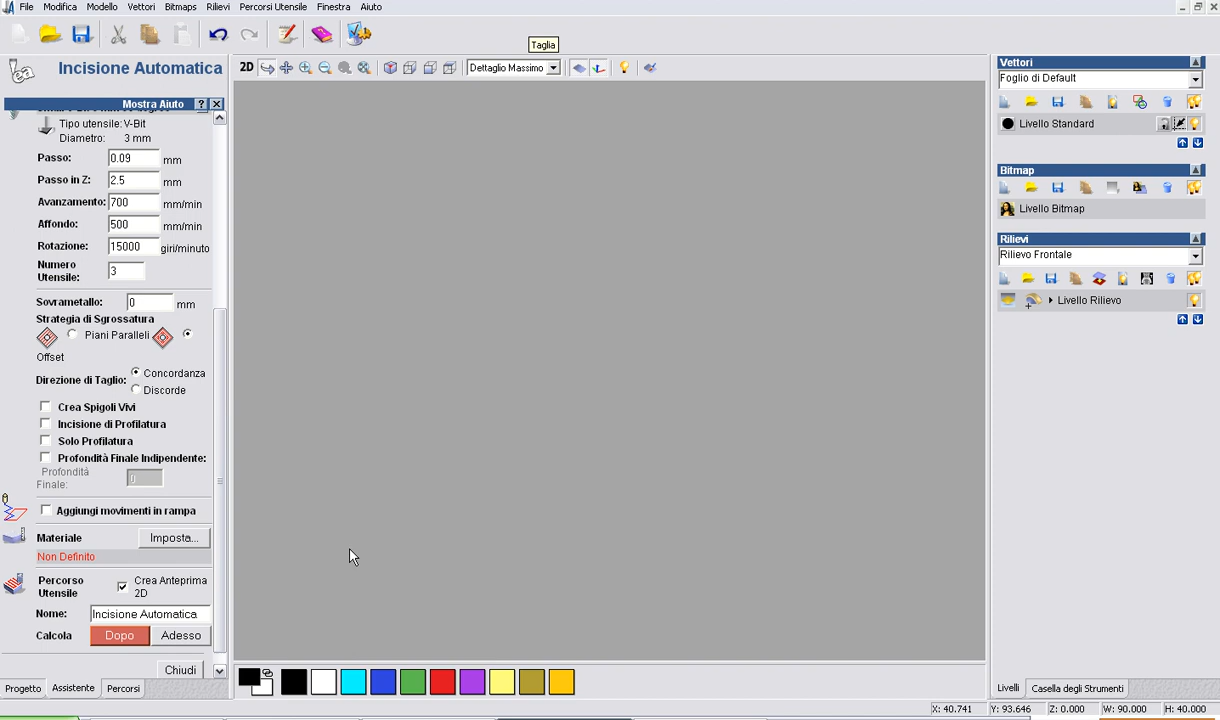 File Modifica Modello Vettori Bitmaps Rilievi Percorsi Utensile Finestra Aiuto
Taglia
Incisione Automatica
2D Dettaglio Massimo
Mostra Aiuto ?
Tipo utensile: V-Bit
Diametro: 3 mm
Passo: 0.09 mm
Passo in Z: 2.5 mm
Avanzamento: 700 mm/min
Affondo: 500 mm/min
Rotazione: 15000 giri/minuto
Numero
Utensile: 3
Sovrametallo: 0 mm
Strategia di Sgrossatura
Piani Paralleli
Offset
Direzione di Taglio: Concordanza
Discorde
Crea Spigoli Vivi
Incisione di Profilatura
Solo Profilatura
Profondità Finale Indipendente:
Profondità
Finale: 0
Aggiungi movimenti in rampa
Materiale Imposta...
Non Definito
Percorso
Utensile
Crea Anteprima
2D
Nome: Incisione Automatica
Calcola Dopo Adesso
Chiudi
Progetto Assistente Percorsi
Vettori
Foglio di Default
Livello Standard
Bitmap
Livello Bitmap
Rilievi
Rilievo Frontale
Livello Rilievo
Livelli Casella degli Strumenti
X: 40.741 Y: 93.646 Z: 0.000 W: 90.000 H: 40.000